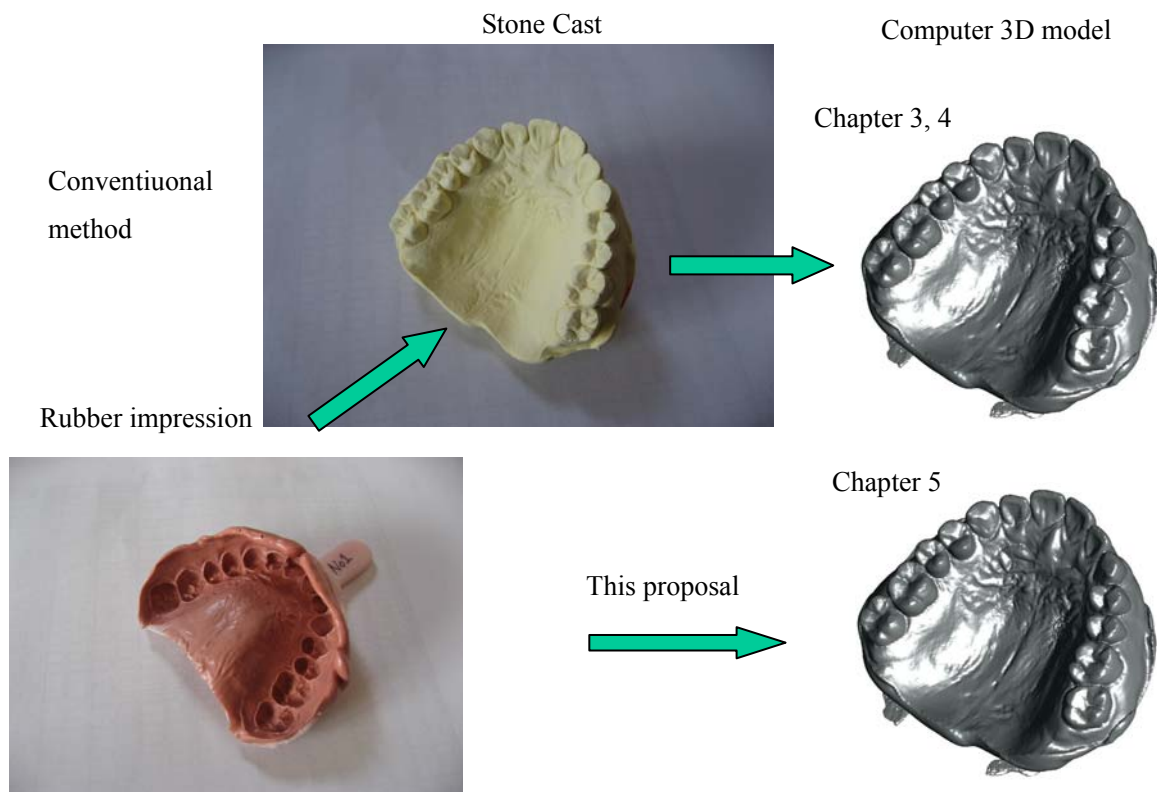 Stone Cast
Computer 3D model
Chapter 3, 4
Conventiuonal
method
Rubber impression
Chapter 5
This proposal
No1